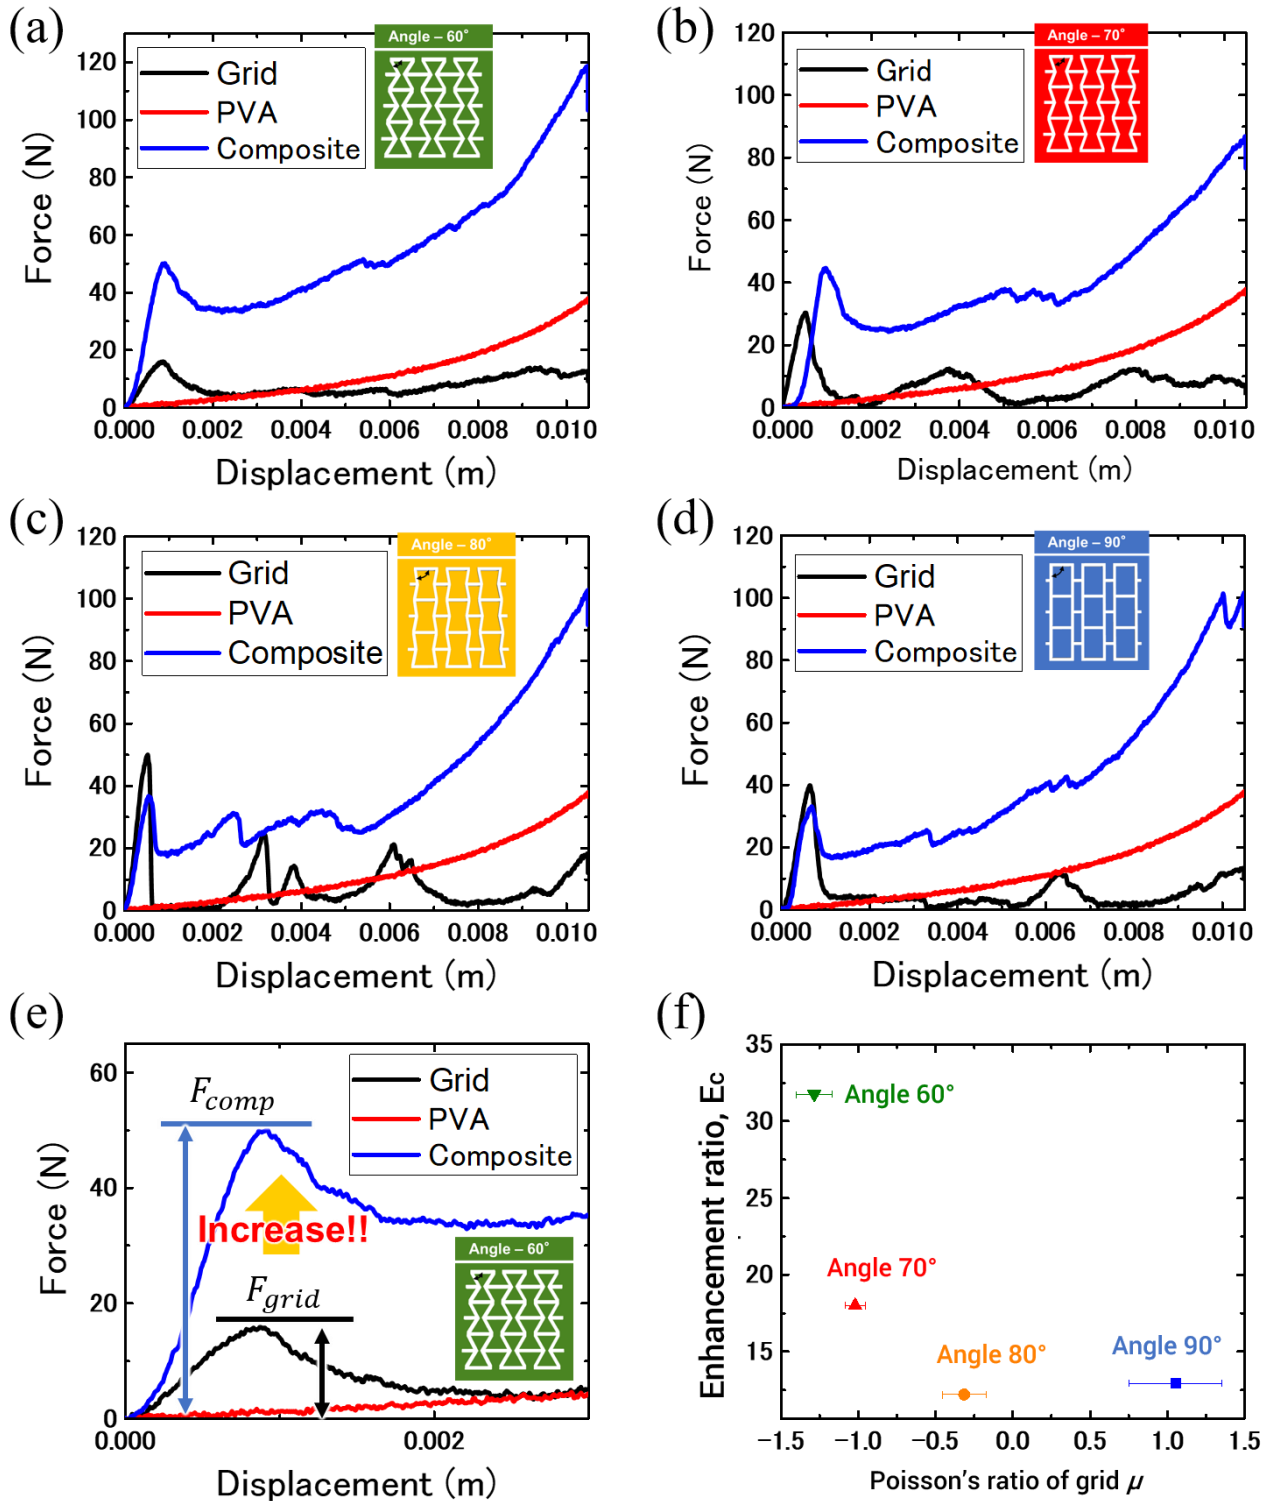 (a)
Angle – 60°
Grid
PVA
Composite
120
100
80
60
40
20
0
Force (N)
0.000 0.002 0.004 0.006 0.008 0.010
Displacement (m)
(b)
Angle – 70°
Grid
PVA
Composite
120
100
80
60
40
20
0
Force (N)
0.000 0.002 0.004 0.006 0.008 0.010
Displacement (m)
(c)
Angle – 80°
Grid
PVA
Composite
120
100
80
60
40
20
0
Force (N)
0.000 0.002 0.004 0.006 0.008 0.010
Displacement (m)
(d)
Angle – 90°
Grid
PVA
Composite
120
100
80
60
40
20
0
Force (N)
0.000 0.002 0.004 0.006 0.008 0.010
Displacement (m)
(e)
Grid
PVA
Composite
F_comp
Increase!!
F_grid
Angle – 60°
60
40
20
0
Force (N)
0.000 0.002
Displacement (m)
(f)
35
30
25
20
15
Enhancement ratio, Ec
Angle 60°
Angle 70°
Angle 80°
Angle 90°
−1.5 −1.0 −0.5 0.0 0.5 1.0 1.5
Poisson's ratio of grid μ